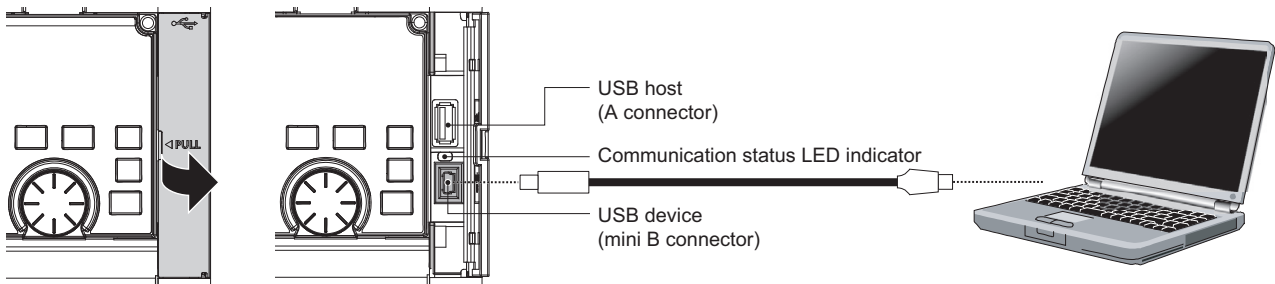 PULL
USB host
(A connector)
Communication status LED indicator
USB device
(mini B connector)